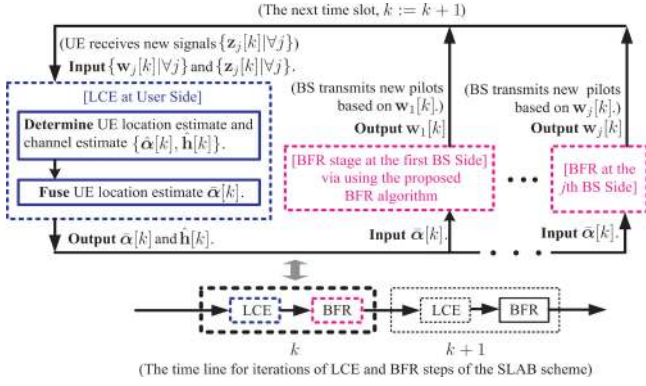 (The next time slot, k := k + 1)
(UE receives new signals {z_j[k]|∀j}
Input {w_j[k]|∀j} and {z_j[k]|∀j}.
[LCE at User Side]
Determine UE location estimate and
channel estimate {α̂[k], ĥ[k]}.
Fuse UE location estimate ᾱ[k].
Output ᾱ[k] and ĥ[k].
(BS transmits new pilots
based on w_1[k].)
Output w_1[k]
[BFR stage at the first BS Side]
via using the proposed
BFR algorithm
Input ᾱ[k].
(BS transmits new pilots
based on w_j[k].)
Output w_j[k]
[BFR at the
jth BS Side]
Input ᾱ[k].
LCE
BFR
k
LCE
BFR
k + 1
(The time line for iterations of LCE and BFR steps of the SLAB scheme)